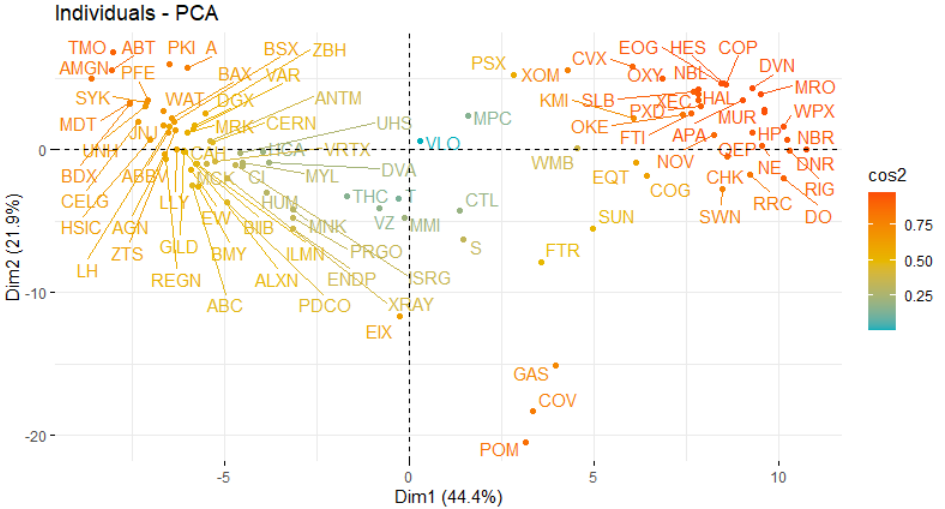 Individuals - PCA
TMO ABT PKI A BSX ZBH
AMGN PFE BAX VAR
SYK WAT DGX ANTM
MDT JNJ MRK CERN UHS
UNH CAH HCA VRTX
BDX ABBV MCK CI MYL DVA
CELG LLY HUM THC T
HSIC AGN EW BIIB MNK VZ MMI
ZTS GILD BMY ILMN PRGO
LH REGN ALXN ENDP ISRG
ABC PDCO XRAY
EIX
PSX XOM CVX EOG HES COP
OXY NBL DVN
KMI SLB XEC HAL MRO
MPC OKE PXD MUR WPX
VLO FTI APA HP NBR
WMB NOV QEP DNR
EQT COG CHK NE RIG
CTL SUN SWN RRC DO
S FTR
GAS
COV
POM
0
-10
-20
-5 0 5 10
Dim1 (44.4%)
Dim2 (21.9%)
cos2
0.75
0.50
0.25